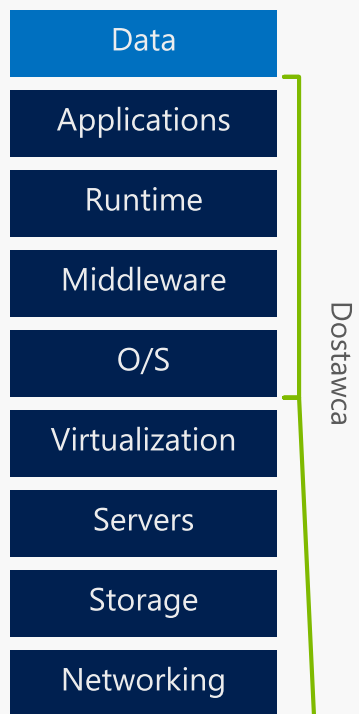 Data
Applications
Runtime
Middleware
O/S
Virtualization
Servers
Storage
Networking
Dostawca